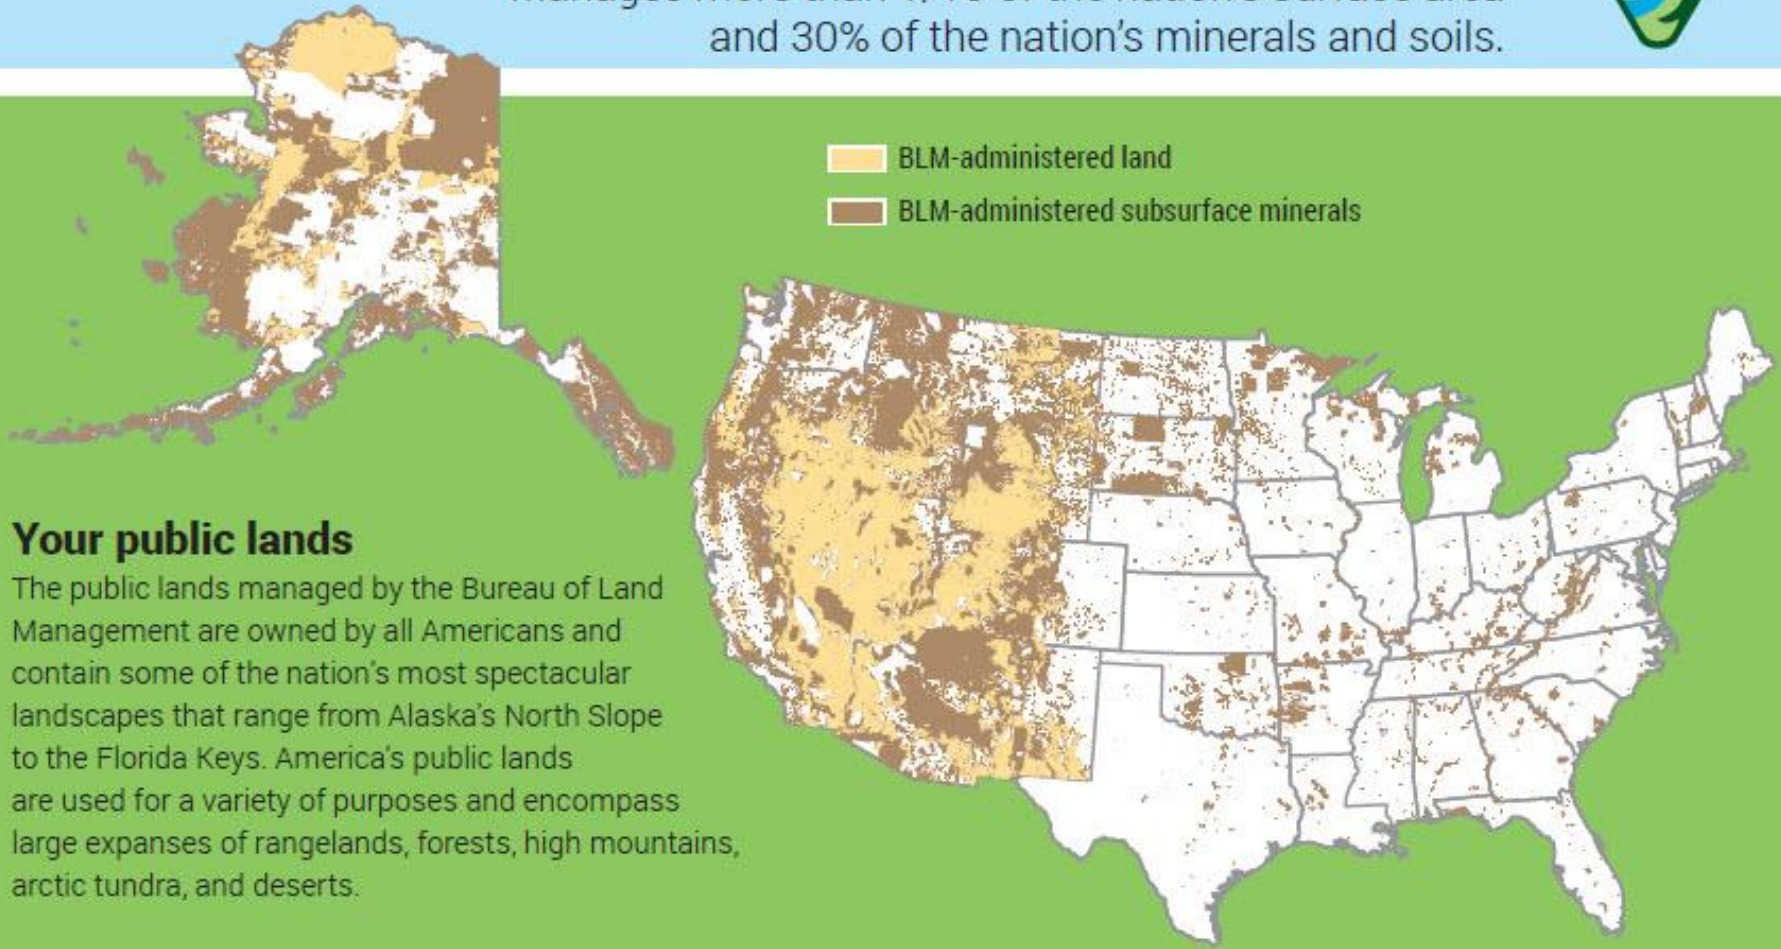 and 30% of the nation's minerals and soils.
BLM-administered land
BLM-administered subsurface minerals
Your public lands
The public lands managed by the Bureau of Land
Management are owned by all Americans and
contain some of the nation's most spectacular
landscapes that range from Alaska's North Slope
to the Florida Keys. America's public lands
are used for a variety of purposes and encompass
large expanses of rangelands, forests, high mountains,
arctic tundra, and deserts.